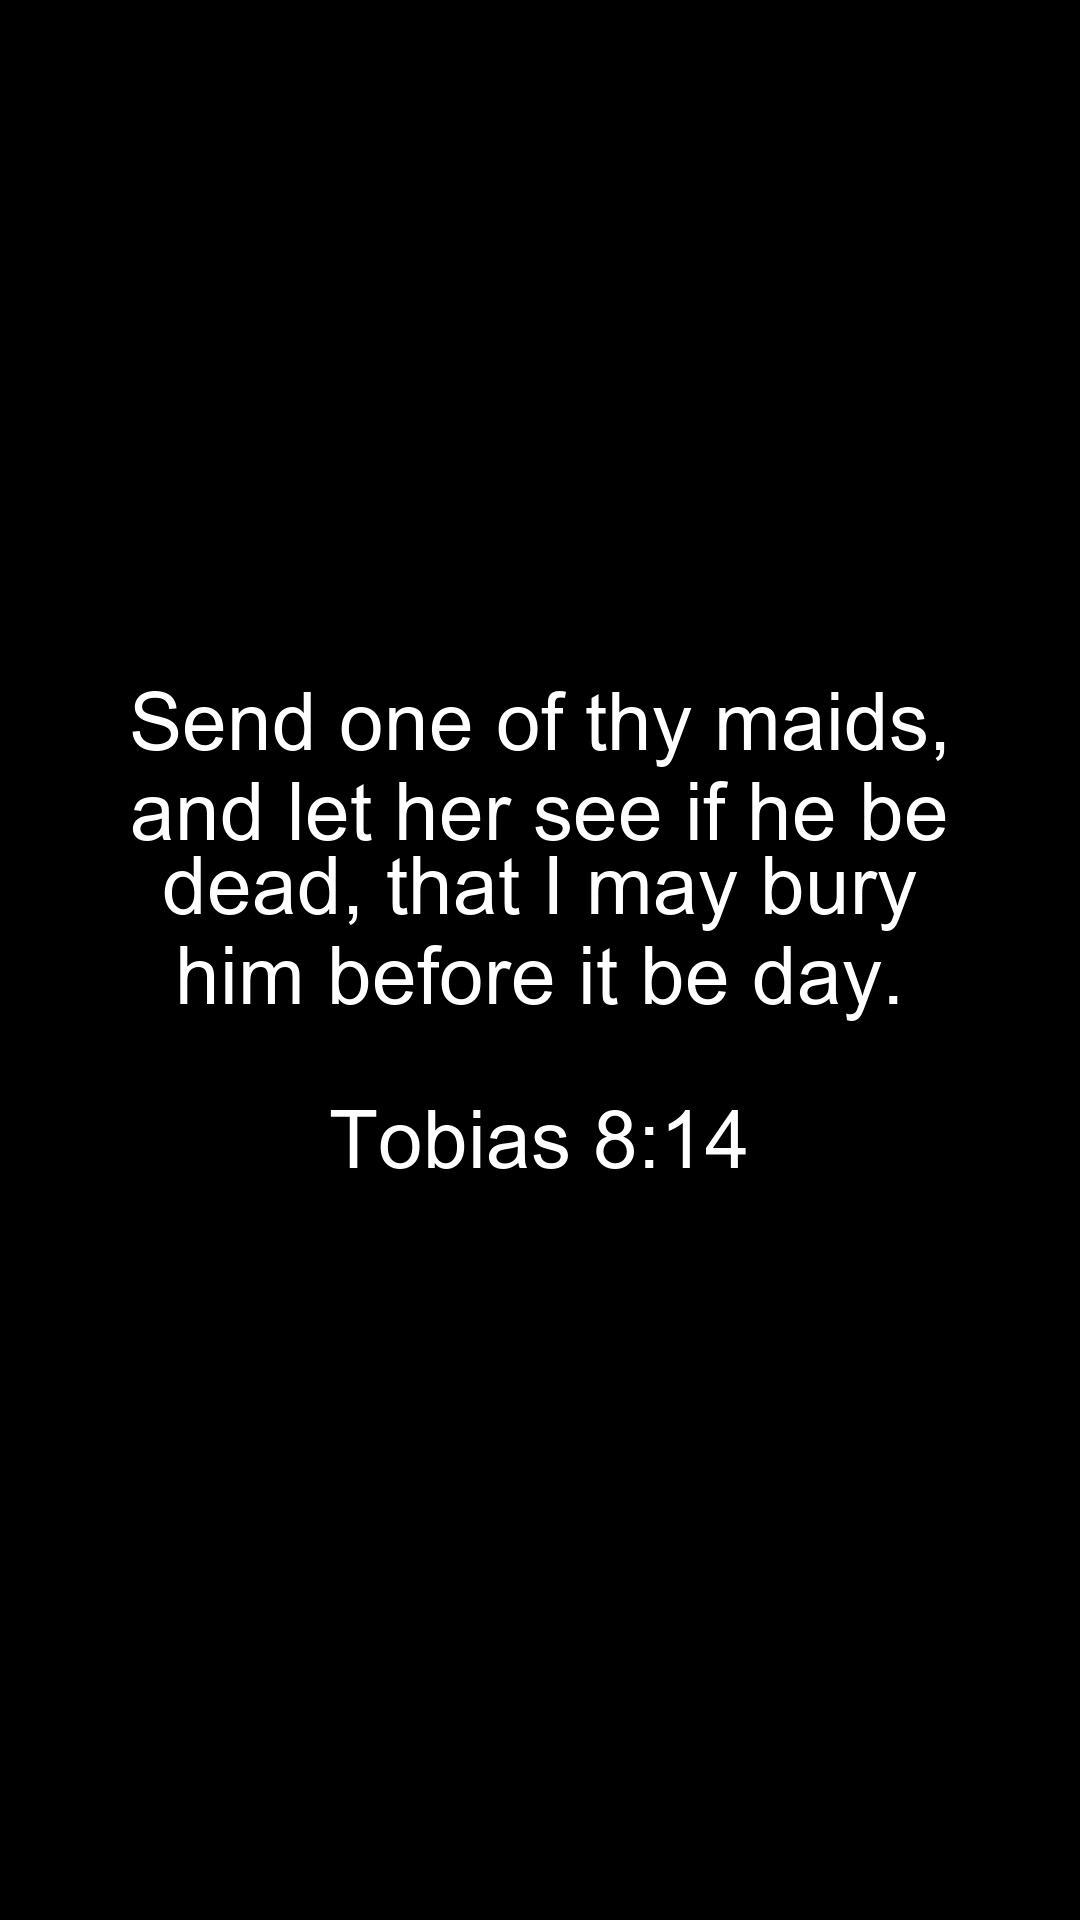 Send one of thy maids,
and let her see if he be
dead, that I may bury
him before it be day.
Tobias 8:14